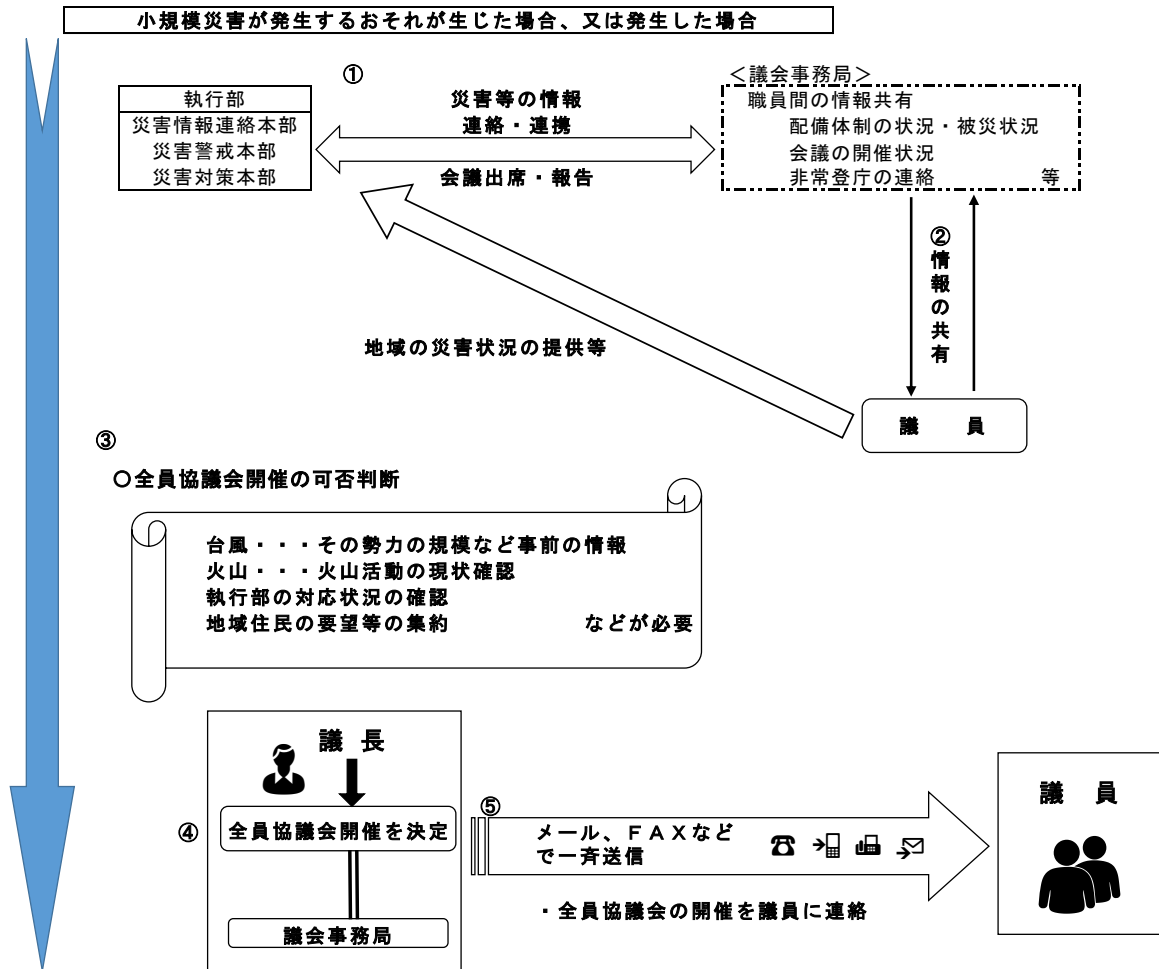 小規模災害が発生するおそれが生じた場合、又は発生した場合
①
執行部
災害情報連絡本部
災害警戒本部
災害対策本部
災害等の情報
連絡・連携
会議出席・報告
＜議会事務局＞
職員間の情報共有
配備体制の状況・被災状況
会議の開催状況
非常登庁の連絡　　　　等
②情報の共有
地域の災害状況の提供等
議　員
③
○全員協議会開催の可否判断
台風・・・その勢力の規模など事前の情報
火山・・・火山活動の現状確認
執行部の対応状況の確認
地域住民の要望等の集約　　　　　などが必要
議 長
④
全員協議会開催を決定
議会事務局
⑤
メール、ＦＡＸなど
で一斉送信
・全員協議会の開催を議員に連絡
議　員